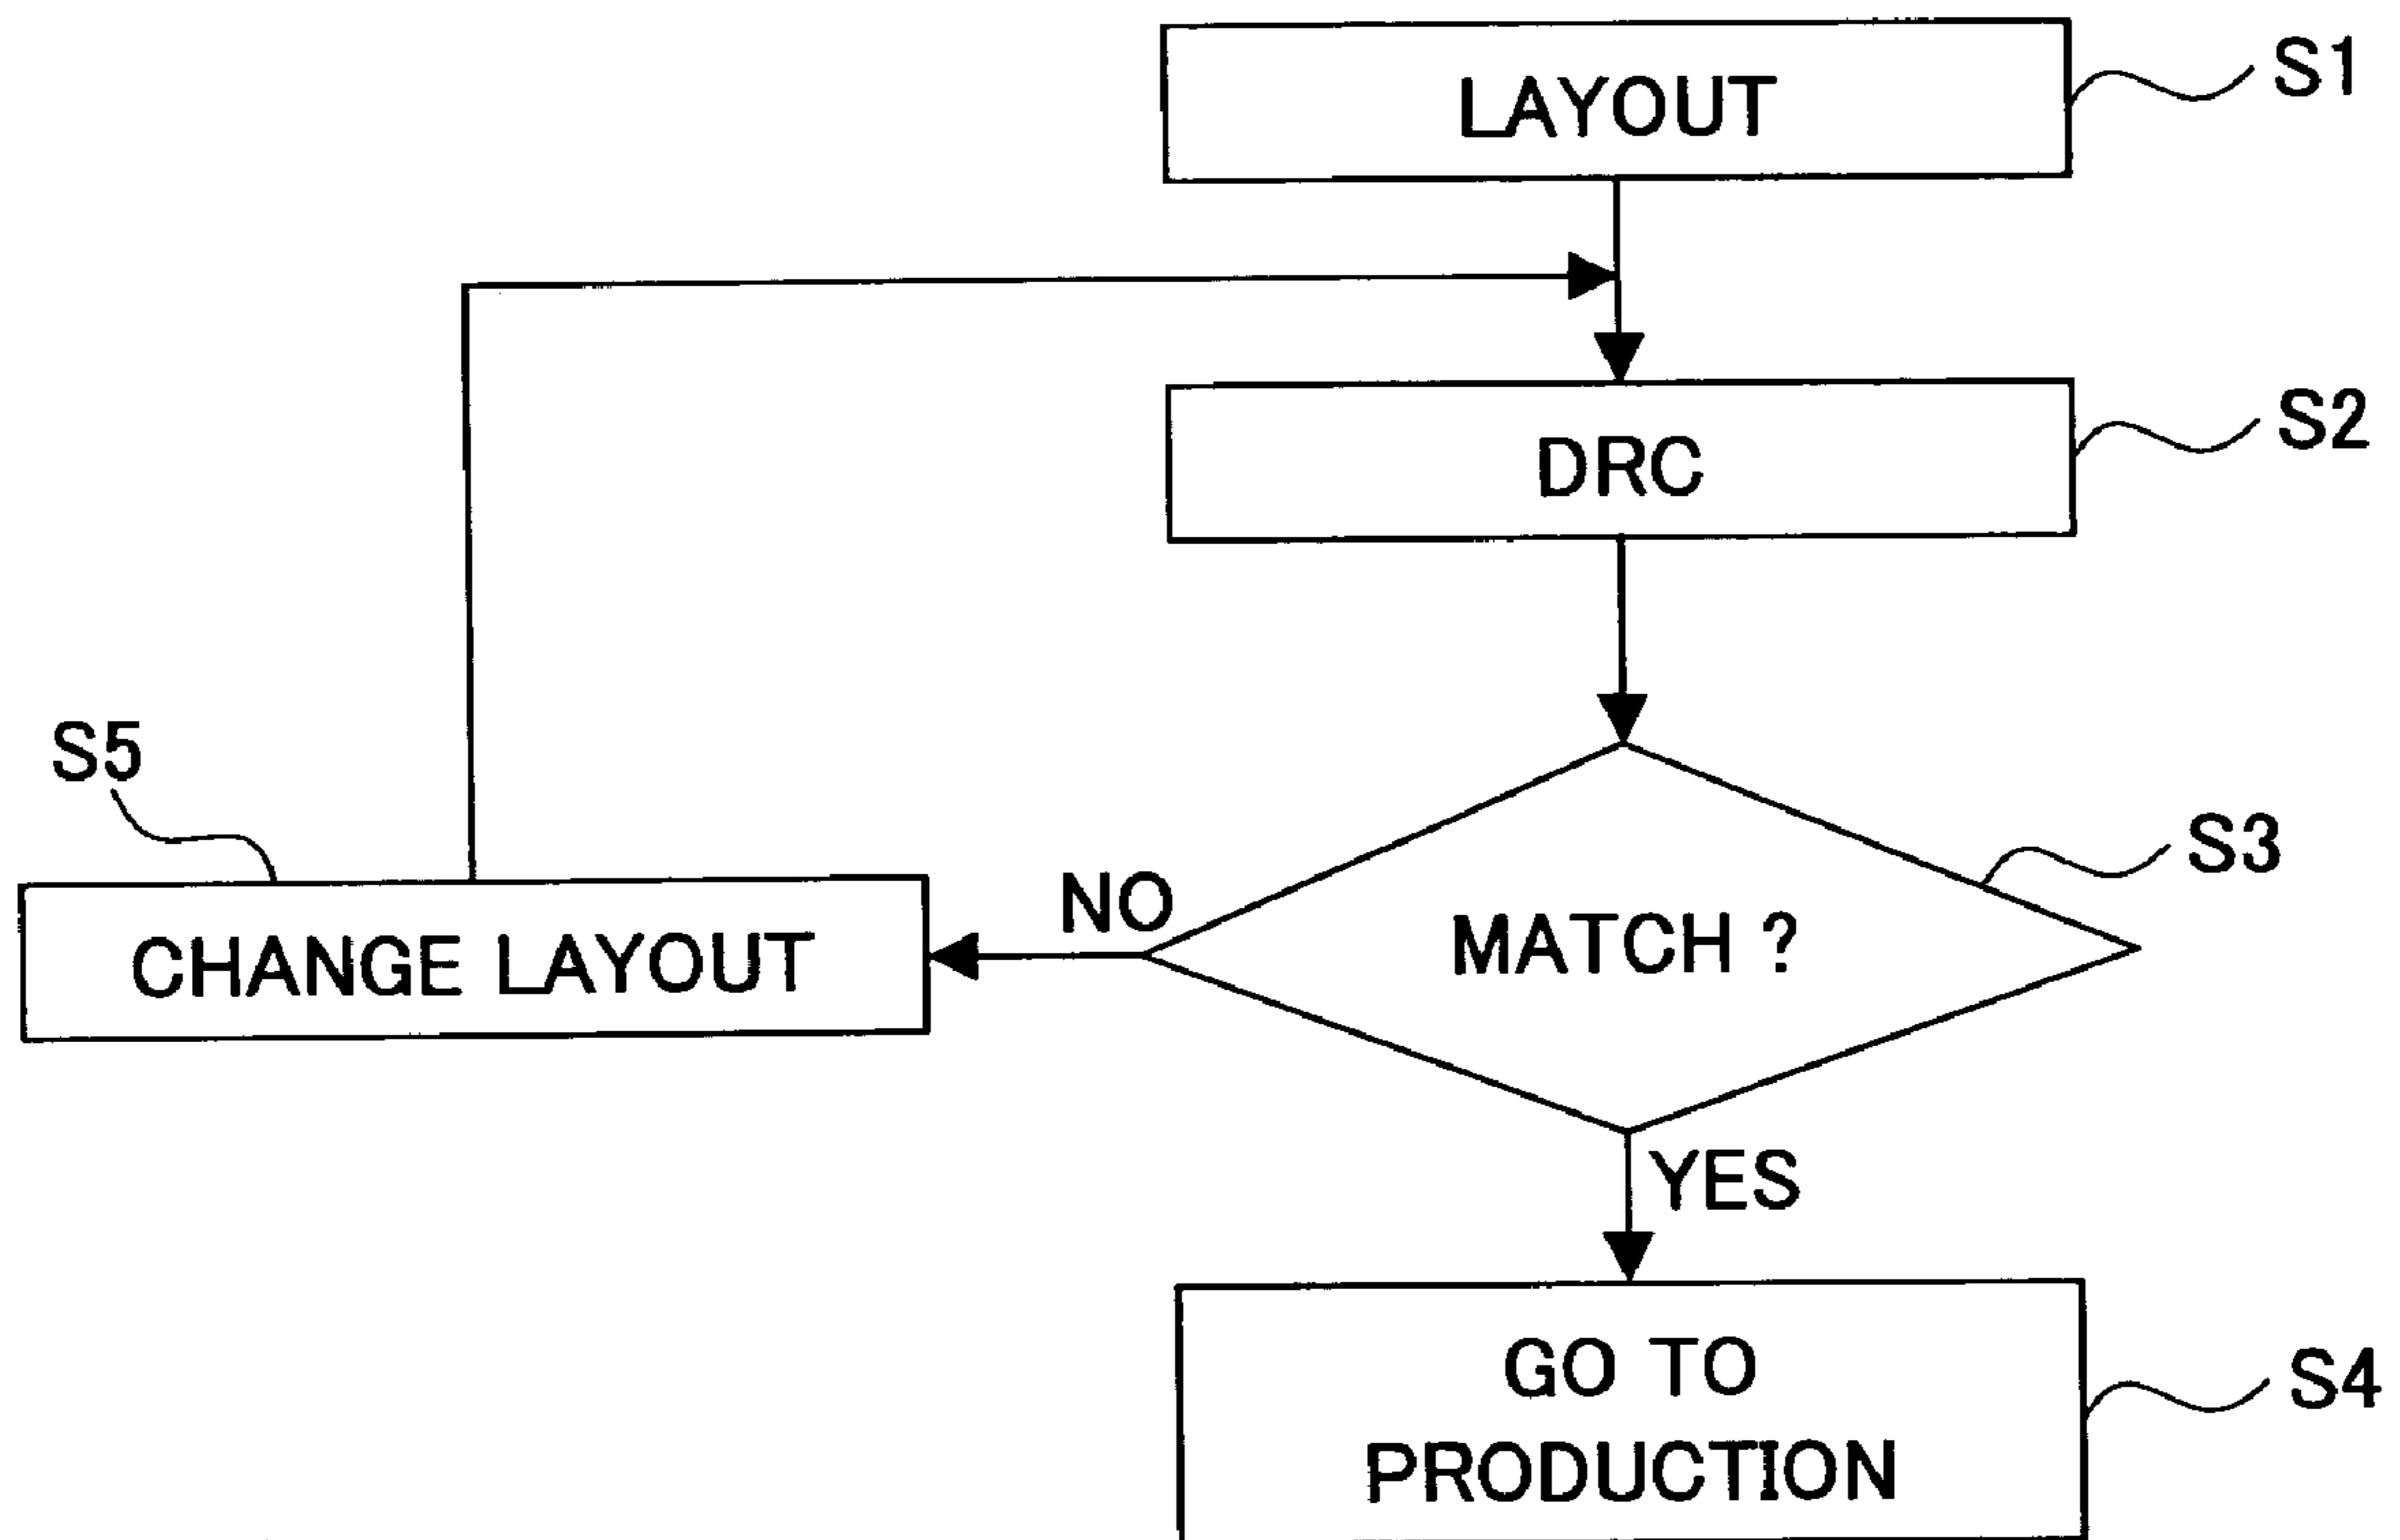 LAYOUT
S1
DRC
S2
S5
S3
NO
MATCH ?
CHANGE LAYOUT
YES
GO TO
PRODUCTION
S4